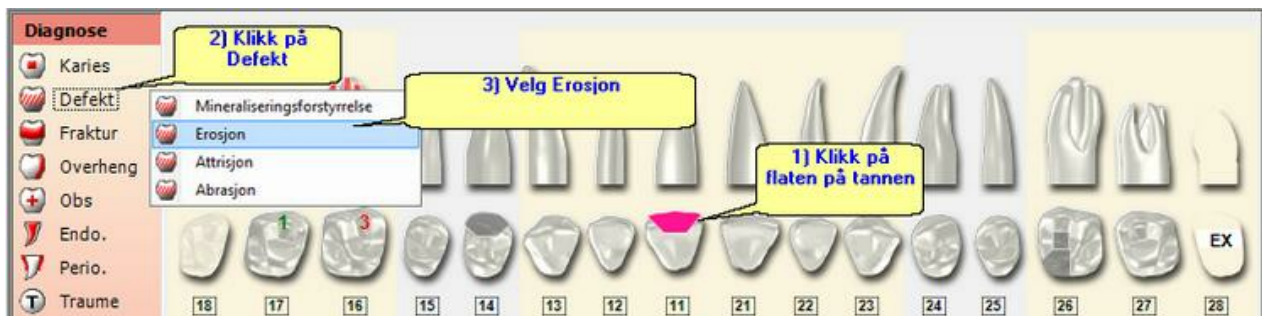 Diagnose
Karies
Defekt
Fraktur
Overheng
Obs
Endo.
Perio.
T Traume
2) Klikk på
Defekt
3) Velg Erosjon
Mineraliseringsforstyrrelse
Erosjon
Attrisjon
Abrasjon
1) Klikk på
flaten på tannen
1 3 EX
18 17 16 15 14 13 12 11 21 22 23 24 25 26 27 28